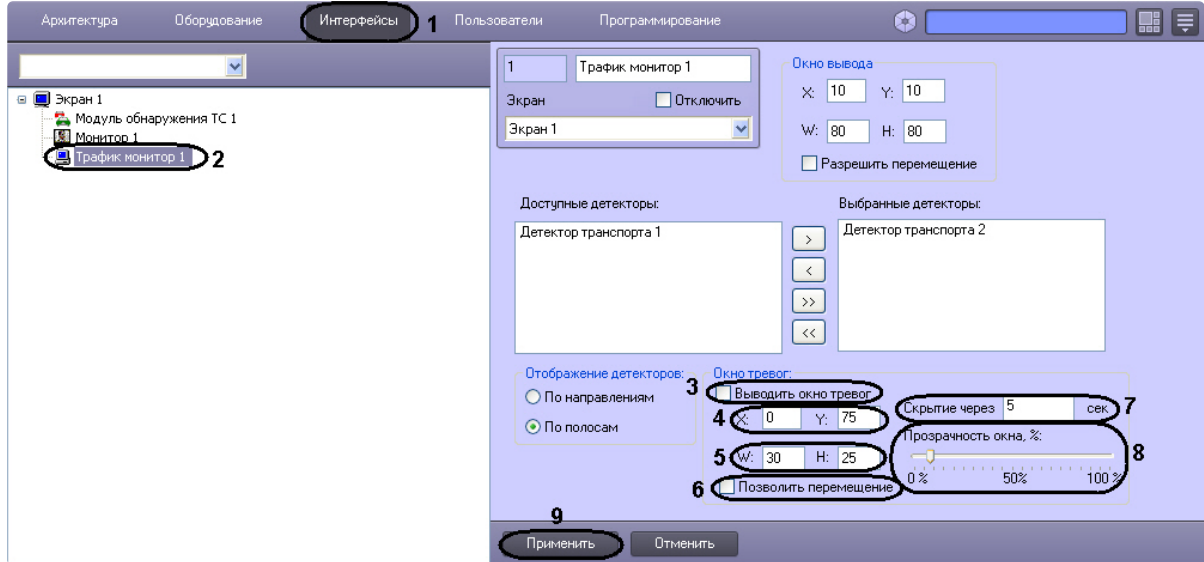 Архитектура Оборудование Интерфейсы 1 Пользователи Программирование
Экран 1
Модуль обнаружения ТС 1
Монитор 1
Трафик монитор 1 2
1 Трафик монитор 1
Экран Отключить
Экран 1
Окно вывода
X: 10 Y: 10
W: 80 H: 80
Разрешить перемещение
Доступные детекторы:
Детектор транспорта 1
>
<
>>
<<
Выбранные детекторы:
Детектор транспорта 2
Отображение детекторов:
По направлениям
По полосам
Окно тревог:
3 Выводить окно тревог
4 X: 0 Y: 75
5 W: 30 H: 25
6 Позволить перемещение
Скрытие через 5 сек 7
Прозрачность окна, %:
8
0 % 50% 100 %
9
Применить Отменить